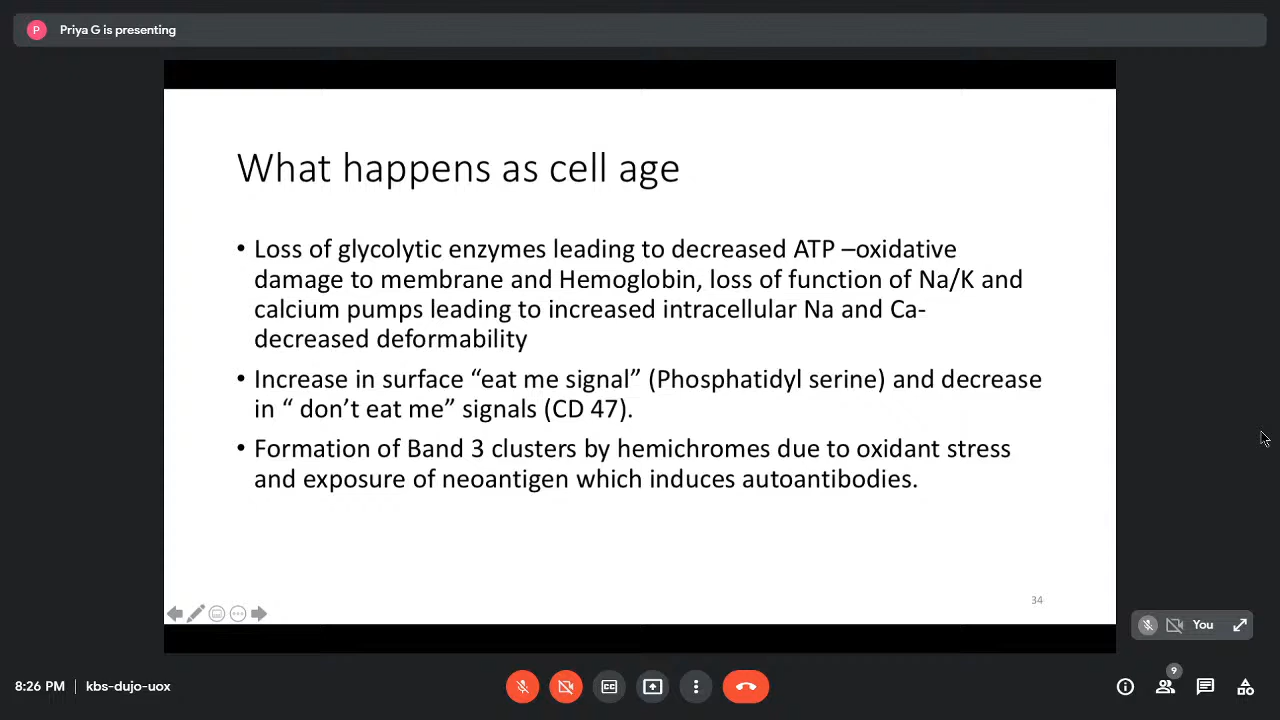 P Priya G is presenting
What happens as cell age
• Loss of glycolytic enzymes leading to decreased ATP –oxidative
damage to membrane and Hemoglobin, loss of function of Na/K and
calcium pumps leading to increased intracellular Na and Ca-
decreased deformability
• Increase in surface “eat me signal” (Phosphatidyl serine) and decrease
in “ don’t eat me” signals (CD 47).
• Formation of Band 3 clusters by hemichromes due to oxidant stress
and exposure of neoantigen which induces autoantibodies.
34
You
8:26 PM | kbs-dujo-uox
CC
9